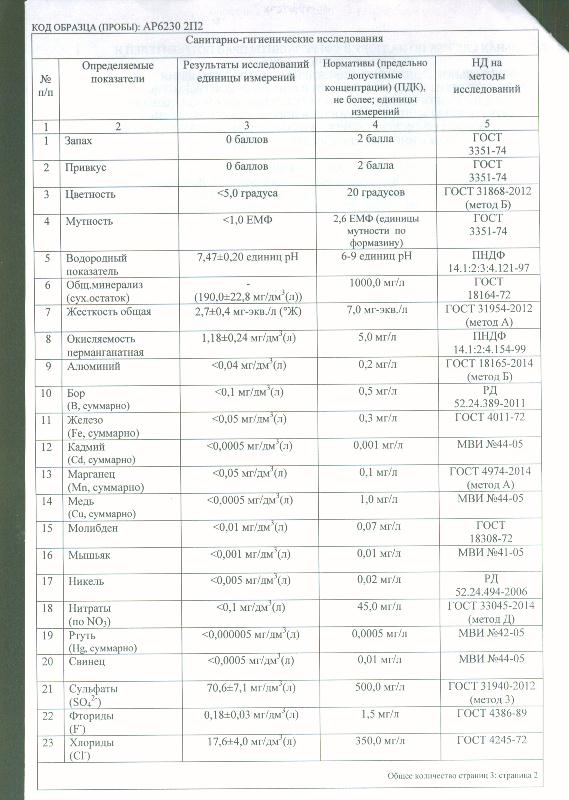 КОД ОБРАЗЦА (ПРОБЫ): АР6230 2П2
Санитарно-гигиенические исследования
№ п/п
Определяемые показатели
Результаты исследований единицы измерений
Нормативы (предельно допустимые концентрации) (ПДК), не более; единицы измерений
НД на методы исследований
1 2 3 4 5
1 Запах 0 баллов 2 балла ГОСТ 3351-74
2 Привкус 0 баллов 2 балла ГОСТ 3351-74
3 Цветность <5,0 градуса 20 градусов ГОСТ 31868-2012 (метод Б)
4 Мутность <1,0 ЕМФ 2,6 ЕМФ (единицы мутности по формазину) ГОСТ 3351-74
5 Водородный показатель 7,47±0,20 единиц pH 6-9 единиц pH ПНДФ 14.1:2:3:4.121-97
6 Общ.минерализ (сух.остаток) - (190,0±22,8 мг/дм³(л)) 1000,0 мг/л ГОСТ 18164-72
7 Жесткость общая 2,7±0,4 мг-экв./л (°Ж) 7,0 мг-экв./л ГОСТ 31954-2012 (метод А)
8 Окисляемость перманганатная 1,18±0,24 мг/дм³(л) 5,0 мг/л ПНДФ 14.1:2:4.154-99
9 Алюминий <0,04 мг/дм³(л) 0,2 мг/л ГОСТ 18165-2014 (метод Б)
10 Бор (В, суммарно) <0,1 мг/дм³(л) 0,5 мг/л РД 52.24.389-2011
11 Железо (Fe, суммарно) <0,05 мг/дм³(л) 0,3 мг/л ГОСТ 4011-72
12 Кадмий (Cd, суммарно) <0,0005 мг/дм³(л) 0,001 мг/л МВИ №44-05
13 Марганец (Mn, суммарно) <0,05 мг/дм³(л) 0,1 мг/л ГОСТ 4974-2014 (метод А)
14 Медь (Cu, суммарно) <0,0005 мг/дм³(л) 1,0 мг/л МВИ №44-05
15 Молибден <0,01 мг/дм³(л) 0,07 мг/л ГОСТ 18308-72
16 Мышьяк <0,001 мг/дм³(л) 0,01 мг/л МВИ №41-05
17 Никель <0,005 мг/дм³(л) 0,02 мг/л РД 52.24.494-2006
18 Нитраты (по NO₃) <0,1 мг/дм³(л) 45,0 мг/л ГОСТ 33045-2014 (метод Д)
19 Ртуть (Hg, суммарно) <0,000005 мг/дм³(л) 0,0005 мг/л МВИ №42-05
20 Свинец <0,0005 мг/дм³(л) 0,01 мг/л МВИ №44-05
21 Сульфаты (SO₄²⁻) 70,6±7,1 мг/дм³(л) 500,0 мг/л ГОСТ 31940-2012 (метод 3)
22 Фториды (F⁻) 0,18±0,03 мг/дм³(л) 1,5 мг/л ГОСТ 4386-89
23 Хлориды (Cl⁻) 17,6±4,0 мг/дм³(л) 350,0 мг/л ГОСТ 4245-72
Общее количество страниц 3: страница 2